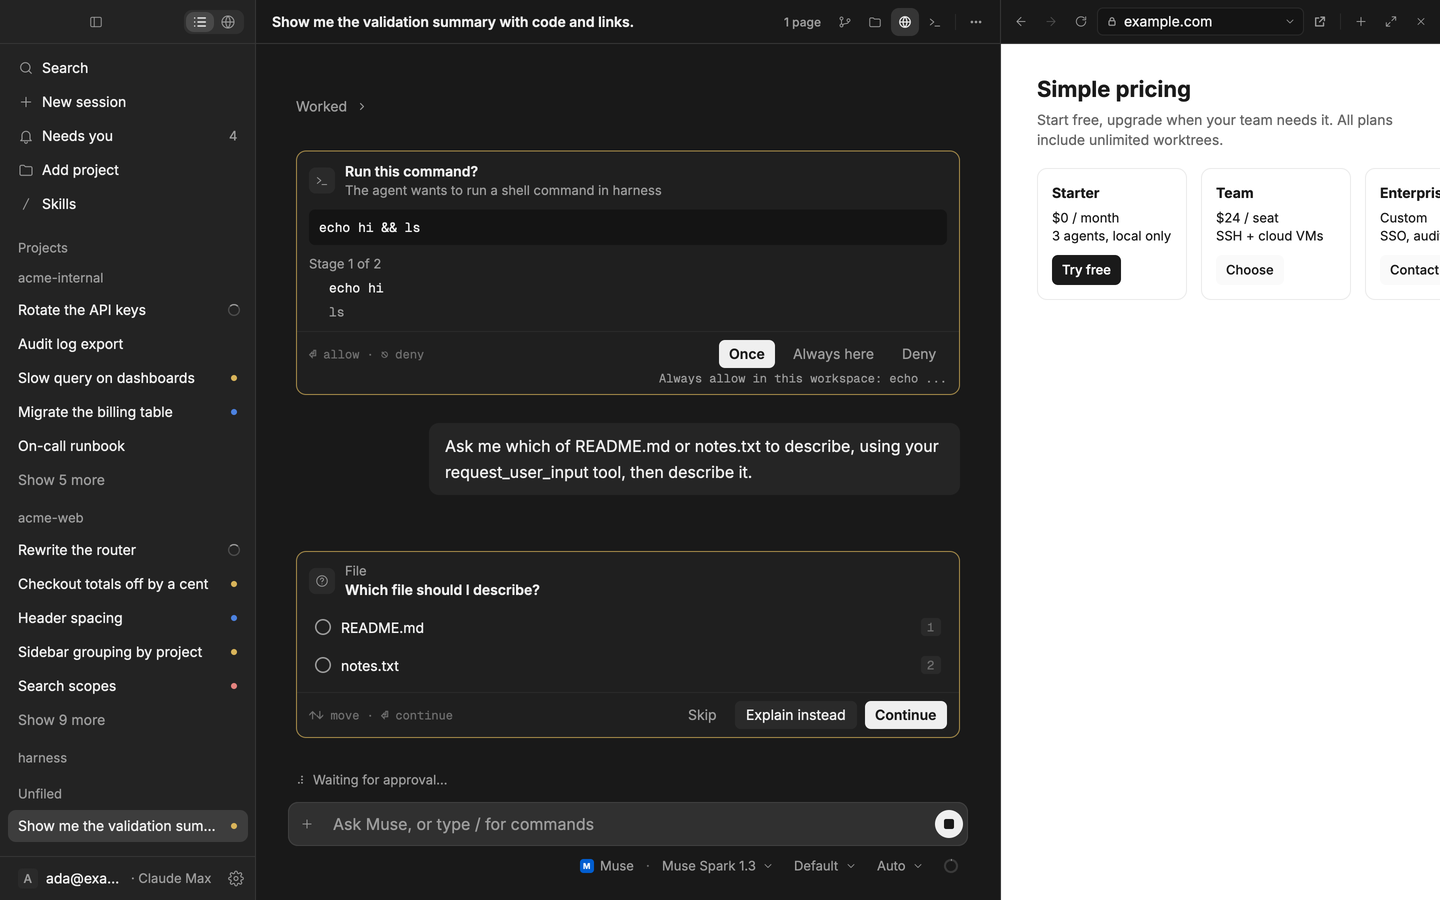 Search
New session
Needs you 4
Add project
Skills
Projects
acme-internal
Rotate the API keys
Audit log export
Slow query on dashboards
Migrate the billing table
On-call runbook
Show 5 more
acme-web
Rewrite the router
Checkout totals off by a cent
Header spacing
Sidebar grouping by project
Search scopes
Show 9 more
harness
Unfiled
Show me the validation sum...
A ada@exa... · Claude Max
Show me the validation summary with code and links.
1 page
Worked
Run this command?
The agent wants to run a shell command in harness
echo hi && ls
Stage 1 of 2
echo hi
ls
allow · deny
Once Always here Deny
Always allow in this workspace: echo ...
Ask me which of README.md or notes.txt to describe, using your
request_user_input tool, then describe it.
File
Which file should I describe?
README.md 1
notes.txt 2
move · continue
Skip Explain instead Continue
Waiting for approval...
Ask Muse, or type / for commands
M Muse · Muse Spark 1.3 Default Auto
example.com
Simple pricing
Start free, upgrade when your team needs it. All plans
include unlimited worktrees.
Starter
$0 / month
3 agents, local only
Try free
Team
$24 / seat
SSH + cloud VMs
Choose
Enterpris
Custom
SSO, audi
Contact